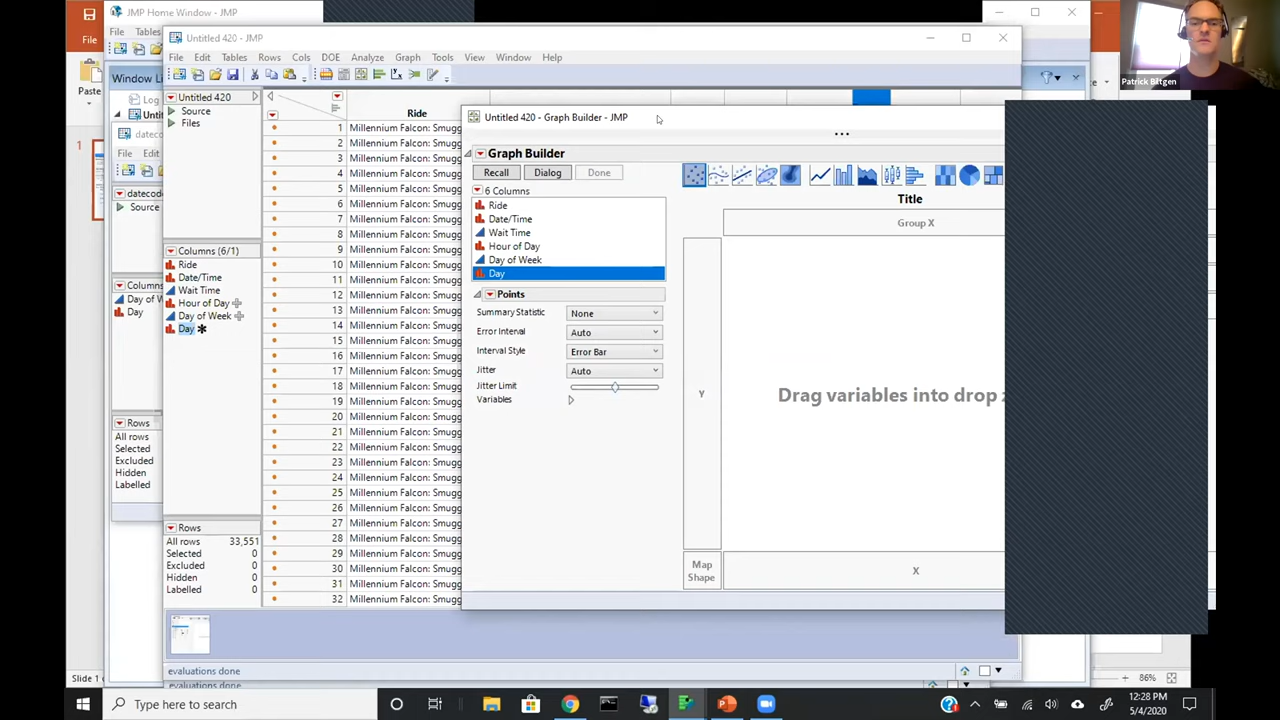 JMP Home Window - JMP
File
File Tables
Untitled 420 - JMP
File Edit Tables Rows Cols DOE Analyze Graph Tools View Window Help
Paste
Window Li
Log
Untit
datec
File Edit
datecode
Source
Columns
Day of W
Day
Rows
All rows
Selected
Excluded
Hidden
Labelled
1
Untitled 420
Source
Files
Columns (6/1)
Ride
Date/Time
Wait Time
Hour of Day
Day of Week
Day
Rows
All rows 33,551
Selected 0
Excluded 0
Hidden 0
Labelled 0
Ride
1 Millennium Falcon: Smugg
2 Millennium Falcon: Smugg
3 Millennium Falcon: Smugg
4 Millennium Falcon: Smugg
5 Millennium Falcon: Smugg
6 Millennium Falcon: Smugg
7 Millennium Falcon: Smugg
8 Millennium Falcon: Smugg
9 Millennium Falcon: Smugg
10 Millennium Falcon: Smugg
11 Millennium Falcon: Smugg
12 Millennium Falcon: Smugg
13 Millennium Falcon: Smugg
14 Millennium Falcon: Smugg
15 Millennium Falcon: Smugg
16 Millennium Falcon: Smugg
17 Millennium Falcon: Smugg
18 Millennium Falcon: Smugg
19 Millennium Falcon: Smugg
20 Millennium Falcon: Smugg
21 Millennium Falcon: Smugg
22 Millennium Falcon: Smugg
23 Millennium Falcon: Smugg
24 Millennium Falcon: Smugg
25 Millennium Falcon: Smugg
26 Millennium Falcon: Smugg
27 Millennium Falcon: Smugg
28 Millennium Falcon: Smugg
29 Millennium Falcon: Smugg
30 Millennium Falcon: Smugg
31 Millennium Falcon: Smugg
32 Millennium Falcon: Smugg
Untitled 420 - Graph Builder - JMP
Graph Builder
Recall Dialog Done
6 Columns
Ride
Date/Time
Wait Time
Hour of Day
Day of Week
Day
Points
Summary Statistic None
Error Interval Auto
Interval Style Error Bar
Jitter Auto
Jitter Limit
Variables
Title
Group X
Y
Drag variables into drop z
Map
Shape
X
Patrick Biltgen
evaluations done
evaluations done
Slide 1
86%
Type here to search
12:28 PM
5/4/2020